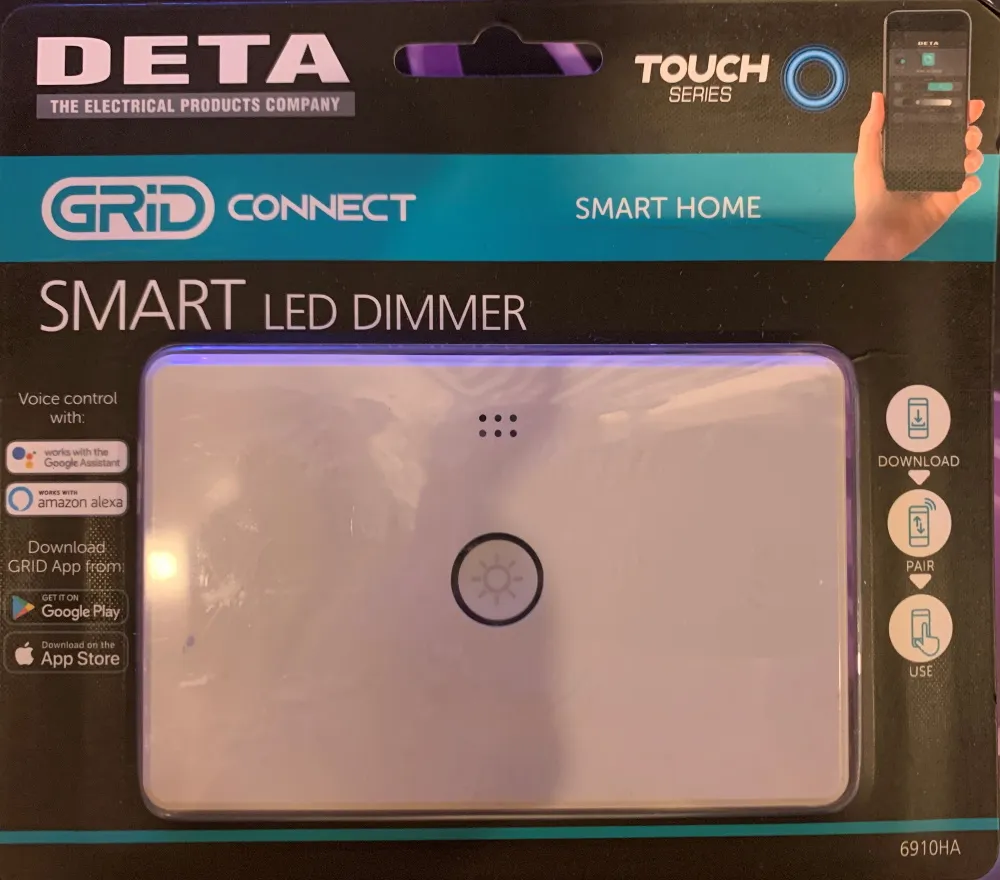 DETA
THE ELECTRICAL PRODUCTS COMPANY
TOUCH
SERIES
DETA
GRiD CONNECT
SMART HOME
SMART LED DIMMER
Voice control
with:
works with the
Google Assistant
WORKS WITH
amazon alexa
Download
GRID App from:
GET IT ON
Google Play
Download on the
App Store
DOWNLOAD
PAIR
USE
6910HA